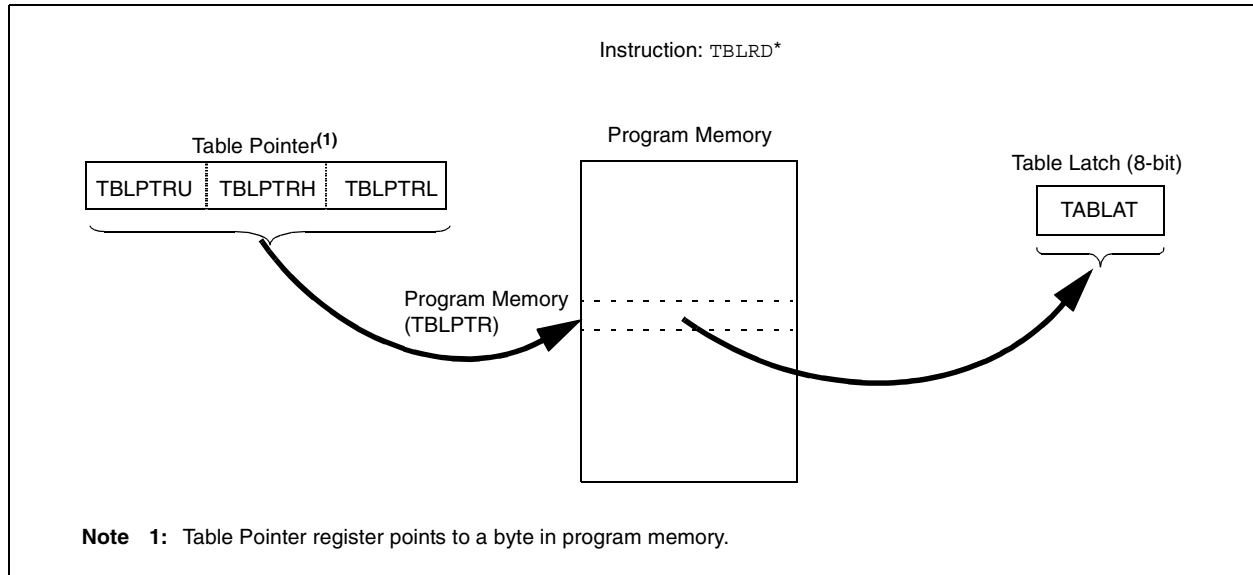 Instruction: TBLRD*
Table Pointer(1)
TBLPTRU TBLPTRH TBLPTRL
Program Memory
Table Latch (8-bit)
TABLAT
Program Memory
(TBLPTR)
Note 1: Table Pointer register points to a byte in program memory.